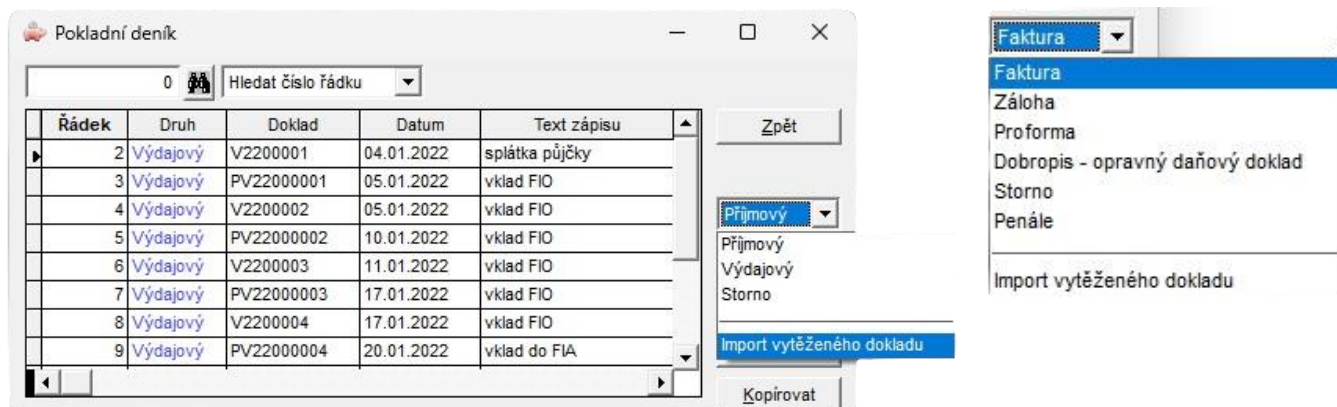 Pokladní deník
0 Hledat číslo řádku
Řádek Druh Doklad Datum Text zápisu
2 Výdajový V2200001 04.01.2022 splátka půjčky
3 Výdajový PV22000001 05.01.2022 vklad FIO
4 Výdajový V2200002 05.01.2022 vklad FIO
5 Výdajový PV22000002 10.01.2022 vklad FIO
6 Výdajový V2200003 11.01.2022 vklad FIO
7 Výdajový PV22000003 17.01.2022 vklad FIO
8 Výdajový V2200004 17.01.2022 vklad FIO
9 Výdajový PV22000004 20.01.2022 vklad do FIA
Zpět
Příjmový
Příjmový
Výdajový
Storno
Import vytěženého dokladu
Kopírovat
Faktura
Faktura
Záloha
Proforma
Dobropis - opravný daňový doklad
Storno
Penále
Import vytěženého dokladu